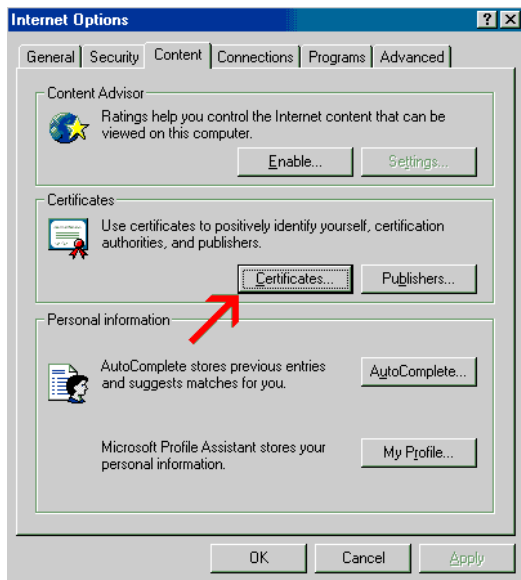 Internet Options
General Security Content Connections Programs Advanced
Content Advisor
Ratings help you control the Internet content that can be
viewed on this computer.
Enable... Settings...
Certificates
Use certificates to positively identify yourself, certification
authorities, and publishers.
Certificates... Publishers...
Personal information
AutoComplete stores previous entries
and suggests matches for you.
AutoComplete...
Microsoft Profile Assistant stores your
personal information.
My Profile...
OK Cancel Apply